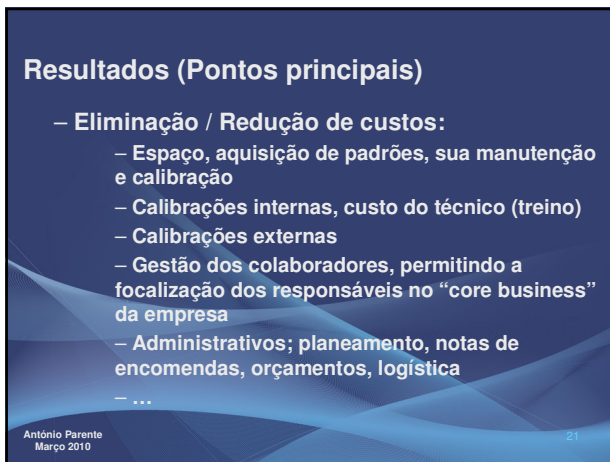 Resultados (Pontos principais)
– Eliminação / Redução de custos:
– Espaço, aquisição de padrões, sua manutenção
e calibração
– Calibrações internas, custo do técnico (treino)
– Calibrações externas
– Gestão dos colaboradores, permitindo a
focalização dos responsáveis no “core business”
da empresa
– Administrativos; planeamento, notas de
encomendas, orçamentos, logística
– ...
António Parente
Março 2010
21